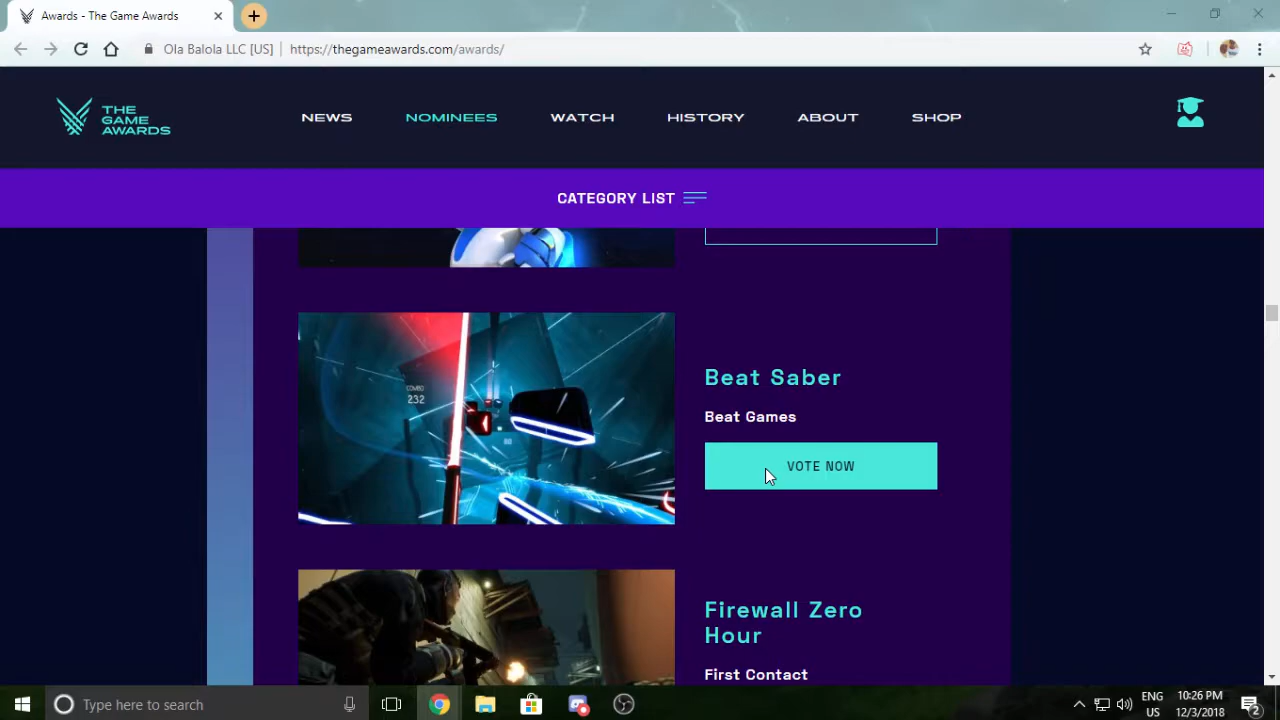 Awards - The Game Awards
Ola Balola LLC [US] | https://thegameawards.com/awards/
THE
GAME
AWARDS
NEWS NOMINEES WATCH HISTORY ABOUT SHOP
CATEGORY LIST
COMBO
232
Beat Saber
Beat Games
VOTE NOW
Firewall Zero
Hour
First Contact
Type here to search
ENG
US
10:26 PM
12/3/2018
2